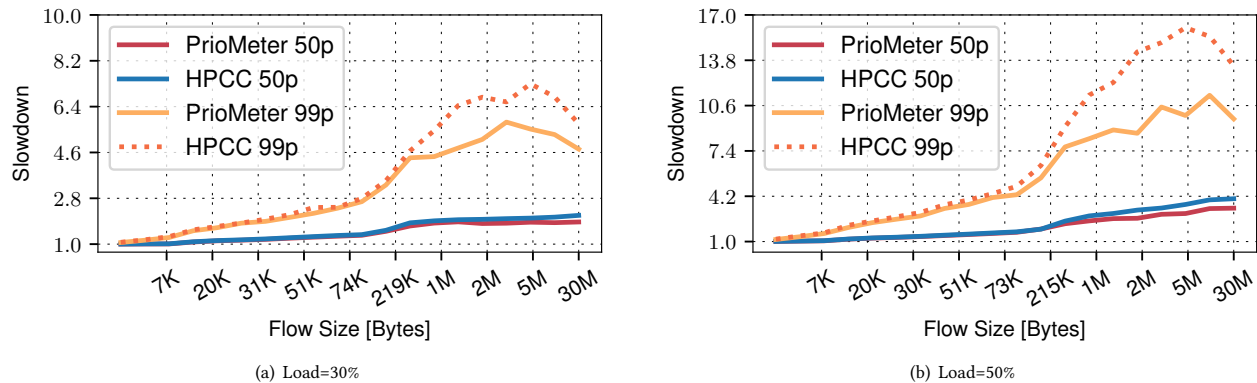 10.0
8.2
6.4
4.6
2.8
1.0
Slowdown
PrioMeter 50p
HPCC 50p
PrioMeter 99p
HPCC 99p
7K 20K 31K 51K 74K 219K 1M 2M 5M 30M
Flow Size [Bytes]
(a) Load=30%
17.0
13.8
10.6
7.4
4.2
1.0
Slowdown
PrioMeter 50p
HPCC 50p
PrioMeter 99p
HPCC 99p
7K 20K 30K 51K 73K 215K 1M 2M 5M 30M
Flow Size [Bytes]
(b) Load=50%